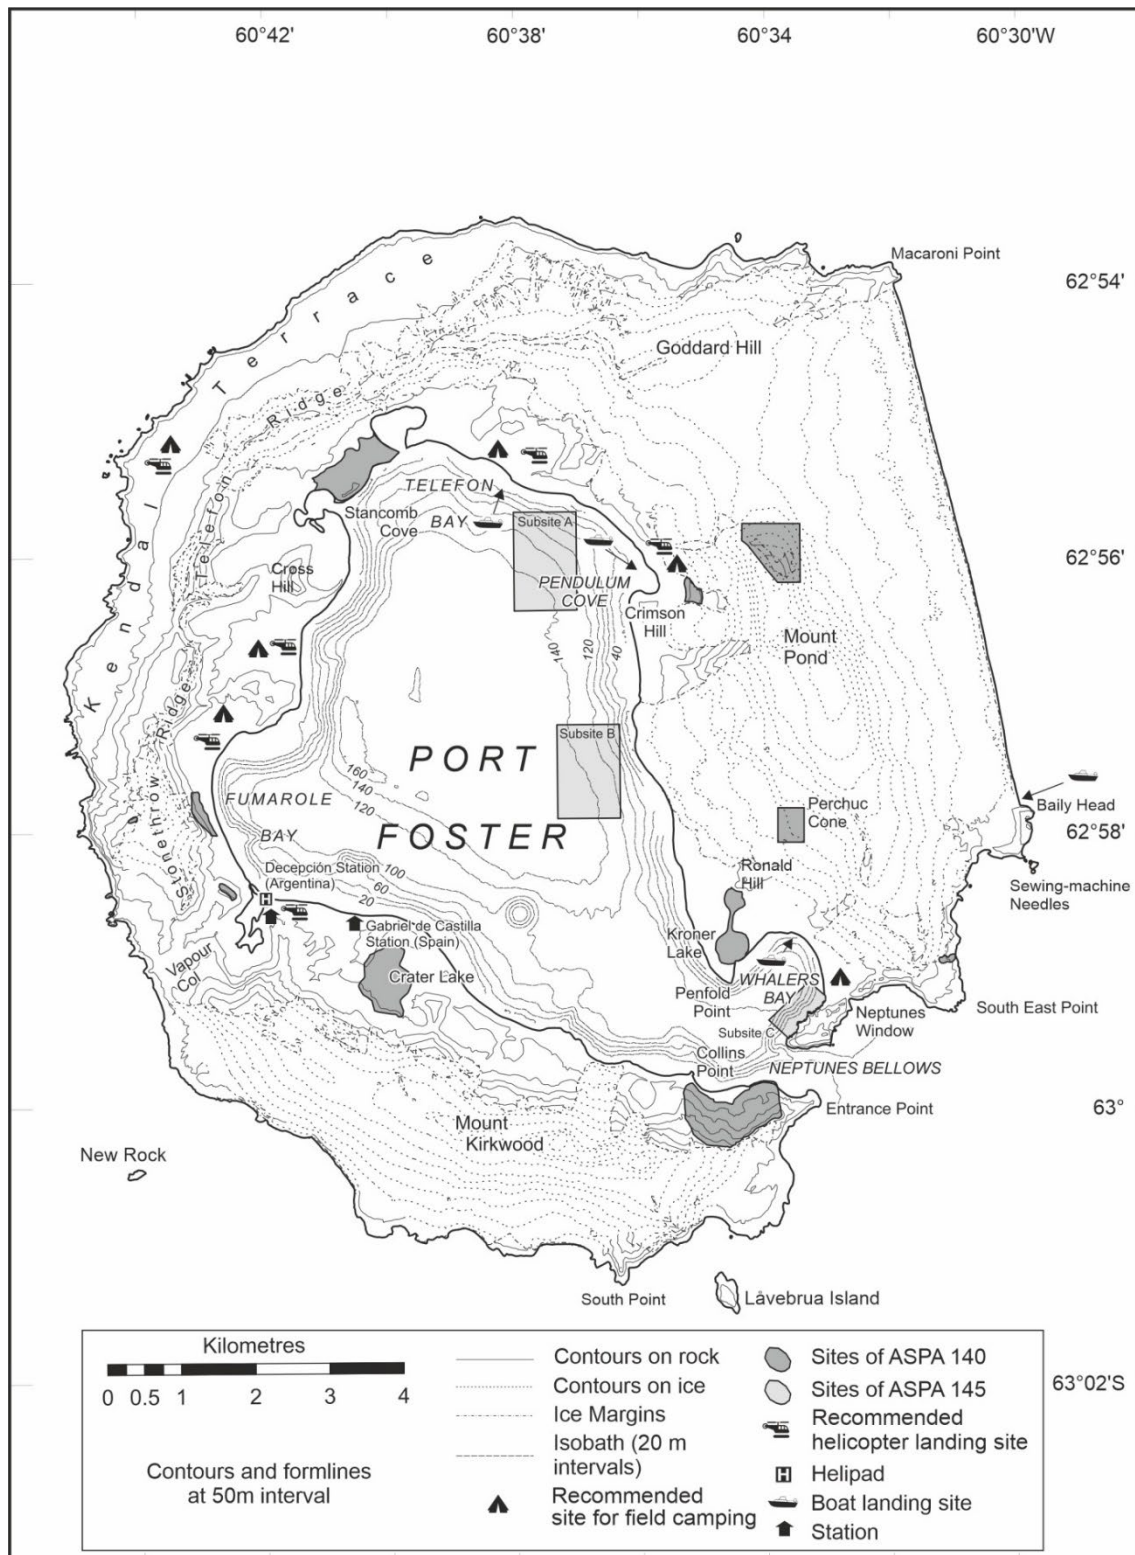 60°42'
60°38'
60°34'
60°30'W
Macaroni Point
62°54'
Goddard Hill
Kendal Terrace
Telefon Ridge
TELEFON
BAY
Stancomb
Cove
Subsite A
62°56'
Cross
Hill
PENDULUM
COVE
Crimson
Hill
Mount
Pond
140
120
40
Stonethrow Ridge
Subsite B
PORT
FOSTER
160
140
120
FUMAROLE
BAY
Baily Head
Perchuc
Cone
62°58'
Decepción Station
(Argentina)
100
60
20
H
Ronald
Hill
Sewing-machine
Needles
Gabriel de Castilla
Station (Spain)
Vapour
Col
Crater Lake
Kroner
Lake
WHALERS
BAY
Penfold
Point
South East Point
Neptunes
Window
Subsite C
Collins
Point
NEPTUNES BELLOWS
Entrance Point
63°
Mount
Kirkwood
New Rock
South Point
Låvebrua Island
Kilometres
0 0.5 1 2 3 4
Contours and formlines
at 50m interval
Contours on rock
Contours on ice
Ice Margins
Isobath (20 m
intervals)
Recommended
site for field camping
Sites of ASPA 140
Sites of ASPA 145
Recommended
helicopter landing site
H
Helipad
Boat landing site
Station
63°02'S